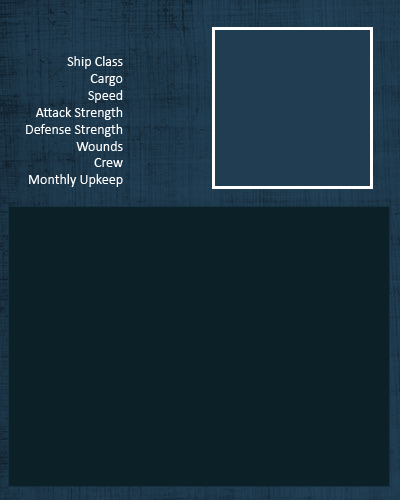 Ship Class
Cargo
Speed
Attack Strength
Defense Strength
Wounds
Crew
Monthly Upkeep